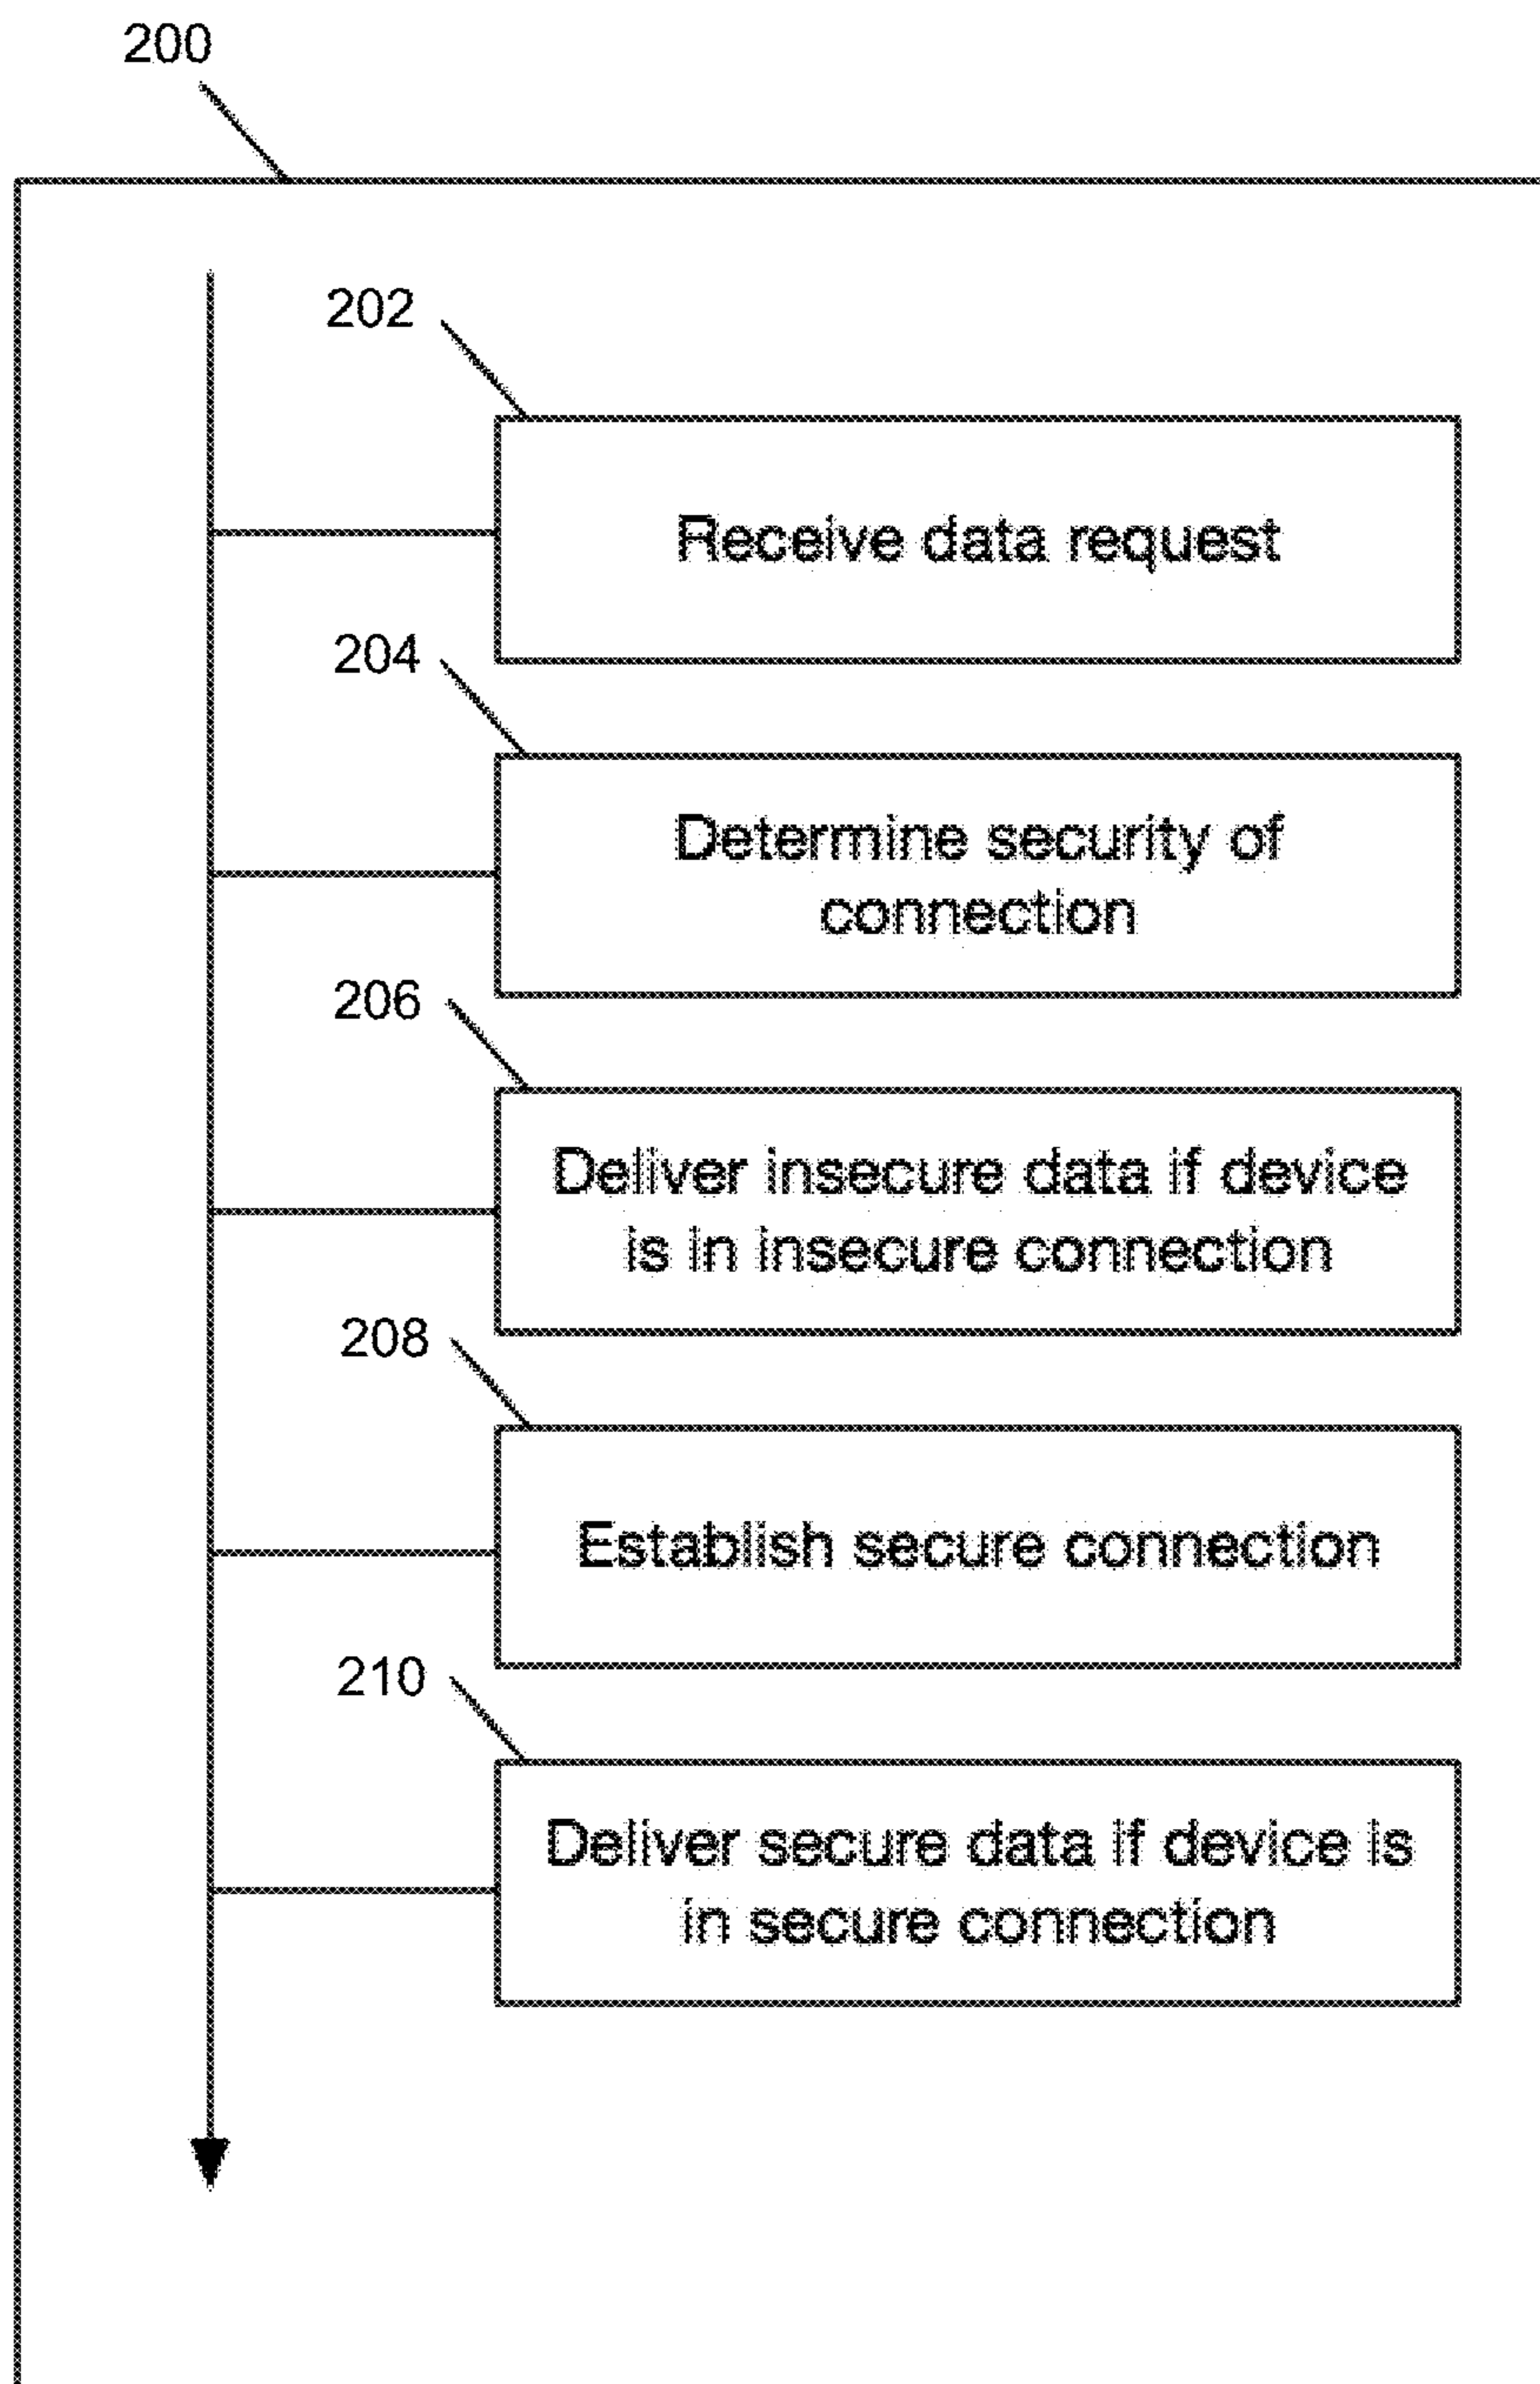 200
202
Receive data request
204
Determine security of
connection
206
Deliver insecure data if device
is in insecure connection
208
Establish secure connection
210
Deliver secure data if device is
in secure connection